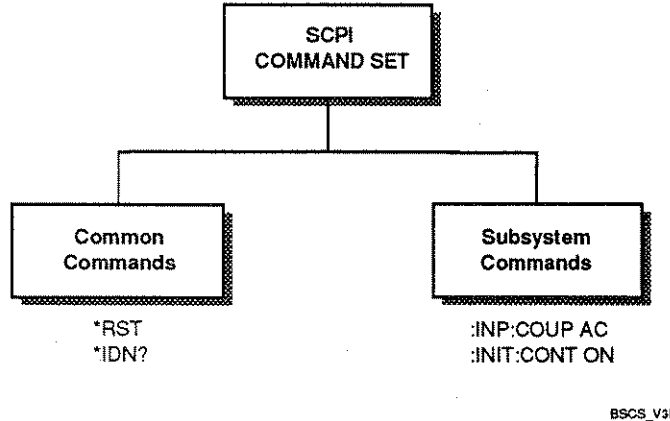 SCPI
COMMAND SET
Common
Commands
Subsystem
Commands
*RST
*IDN?
:INP:COUP AC
:INIT:CONT ON